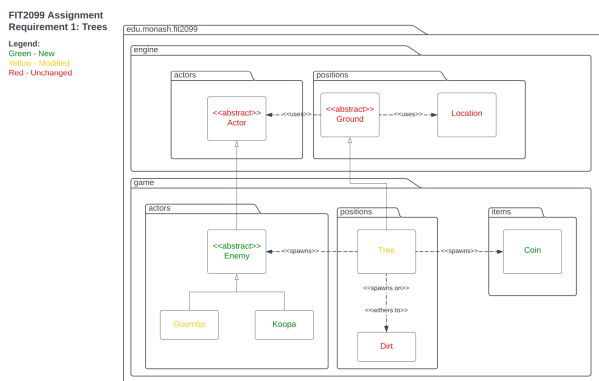 FIT2099 Assignment
Requirement 1: Trees
Legend:
Green - New
Yellow - Modified
Red - Unchanged
edu.monash.fit2099
engine
actors
positions
<<abstract>>
Actor
<<uses>>
<<abstract>>
Ground
<<uses>>
Location
game
actors
positions
items
<<abstract>>
Enemy
<<spawns>>
Tree
<<spawns>>
Coin
<<spawns on>>
<<withers to>>
Goomba
Koopa
Dirt